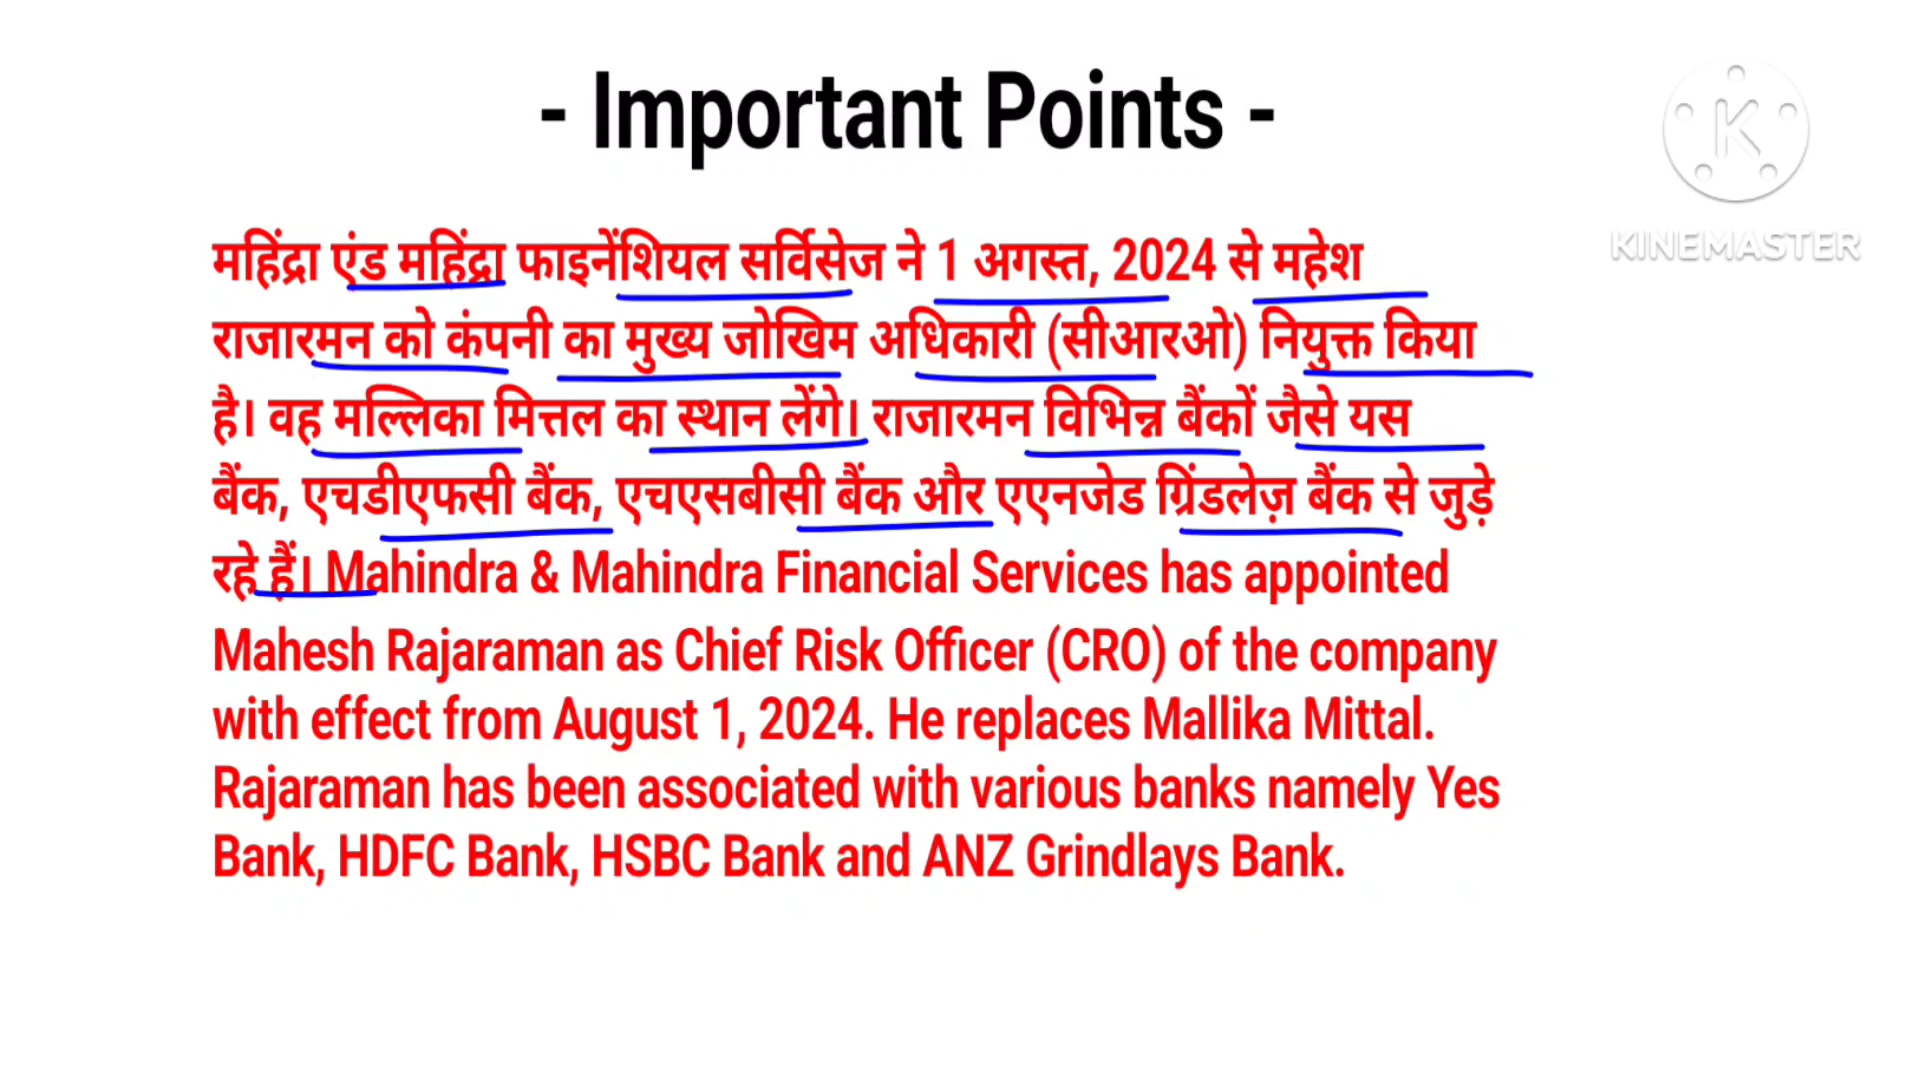 - Important Points -
KINEMASTER
महिंद्रा एंड महिंद्रा फाइनेंशियल सर्विसेज ने 1 अगस्त, 2024 से महेश
राजारमन को कंपनी का मुख्य जोखिम अधिकारी (सीआरओ) नियुक्त किया
है। वह मल्लिका मित्तल का स्थान लेंगे। राजारमन विभिन्न बैंकों जैसे यस
बैंक, एचडीएफसी बैंक, एचएसबीसी बैंक और एएनजेड ग्रिंडलेज़ बैंक से जुड़े
रहे हैं। Mahindra & Mahindra Financial Services has appointed
Mahesh Rajaraman as Chief Risk Officer (CRO) of the company
with effect from August 1, 2024. He replaces Mallika Mittal.
Rajaraman has been associated with various banks namely Yes
Bank, HDFC Bank, HSBC Bank and ANZ Grindlays Bank.